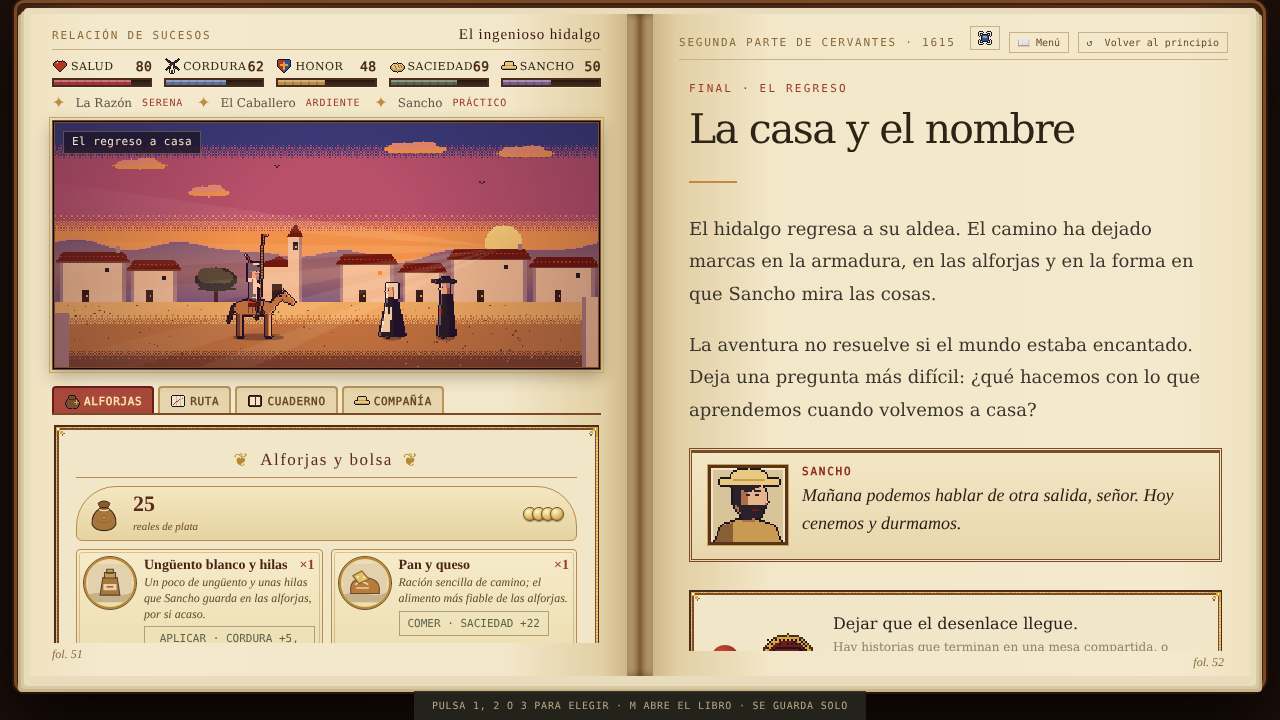 RELACIÓN DE SUCESOS
El ingenioso hidalgo
SALUD 80
CORDURA 62
HONOR 48
SACIEDAD 69
SANCHO 50
La Razón SERENA
El Caballero ARDIENTE
Sancho PRÁCTICO
El regreso a casa
ALFORJAS
RUTA
CUADERNO
COMPAÑÍA
Alforjas y bolsa
25
reales de plata
Ungüento blanco y hilas ×1
Un poco de ungüento y unas hilas
que Sancho guarda en las alforjas,
por si acaso.
APLICAR · CORDURA +5,
Pan y queso ×1
Ración sencilla de camino; el
alimento más fiable de las alforjas.
COMER · SACIEDAD +22
fol. 51
SEGUNDA PARTE DE CERVANTES · 1615
Menú
↺ Volver al principio
FINAL · EL REGRESO
La casa y el nombre
El hidalgo regresa a su aldea. El camino ha dejado
marcas en la armadura, en las alforjas y en la forma en
que Sancho mira las cosas.
La aventura no resuelve si el mundo estaba encantado.
Deja una pregunta más difícil: ¿qué hacemos con lo que
aprendemos cuando volvemos a casa?
SANCHO
Mañana podemos hablar de otra salida, señor. Hoy
cenemos y durmamos.
Dejar que el desenlace llegue.
Hay historias que terminan en una mesa compartida, o
fol. 52
PULSA 1, 2 O 3 PARA ELEGIR · M ABRE EL LIBRO · SE GUARDA SOLO